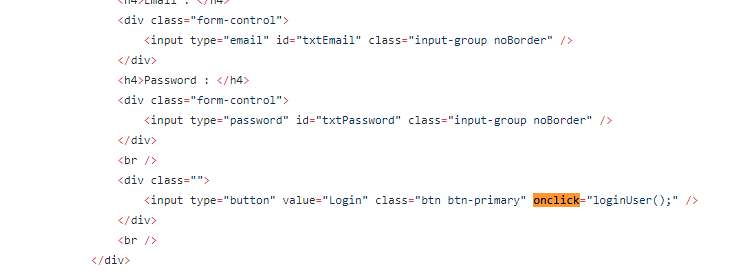 <h4>Email : </h4>
<div class="form-control">
<input type="email" id="txtEmail" class="input-group noBorder" />
</div>
<h4>Password : </h4>
<div class="form-control">
<input type="password" id="txtPassword" class="input-group noBorder" />
</div>
<br />
<div class="">
<input type="button" value="Login" class="btn btn-primary" onclick="loginUser();" />
</div>
<br />
</div>